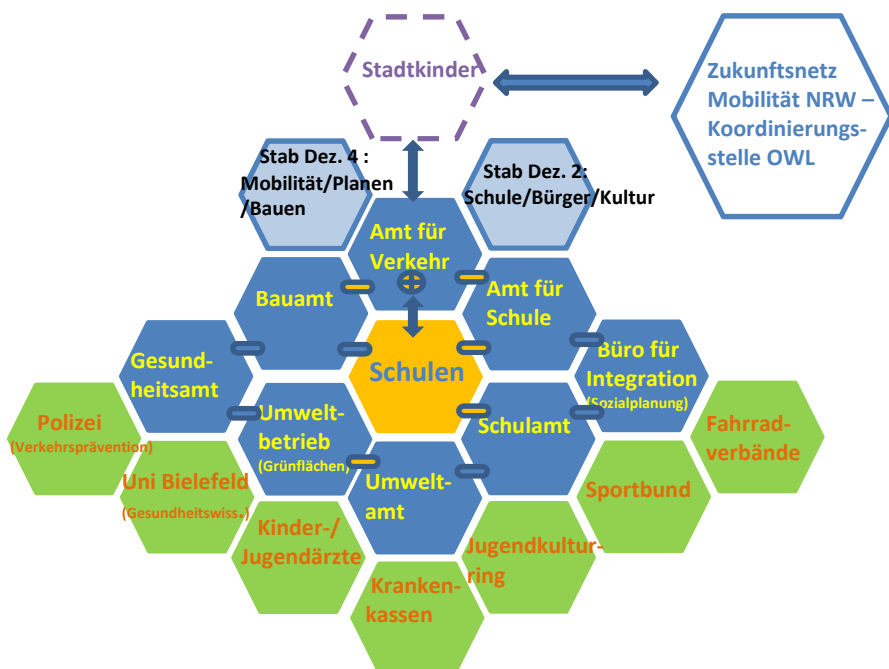 Stadtkinder
Zukunftsnetz
Mobilität NRW –
Koordinierungs-
stelle OWL
Stab Dez. 4 :
Mobilität/Planen
/Bauen
Stab Dez. 2:
Schule/Bürger/Kultur
Amt für
Verkehr
Bauamt
Amt für
Schule
Gesund-
heitsamt
Schulen
Büro für
Integration
(Sozialplanung)
Polizei
(Verkehrsprävention)
Umwelt-
betrieb
(Grünflächen)
Schulamt
Fahrrad-
verbände
Uni Bielefeld
(Gesundheitswiss.)
Umwelt-
amt
Sportbund
Kinder-/
Jugendärzte
Jugendkultur-
ring
Kranken-
kassen